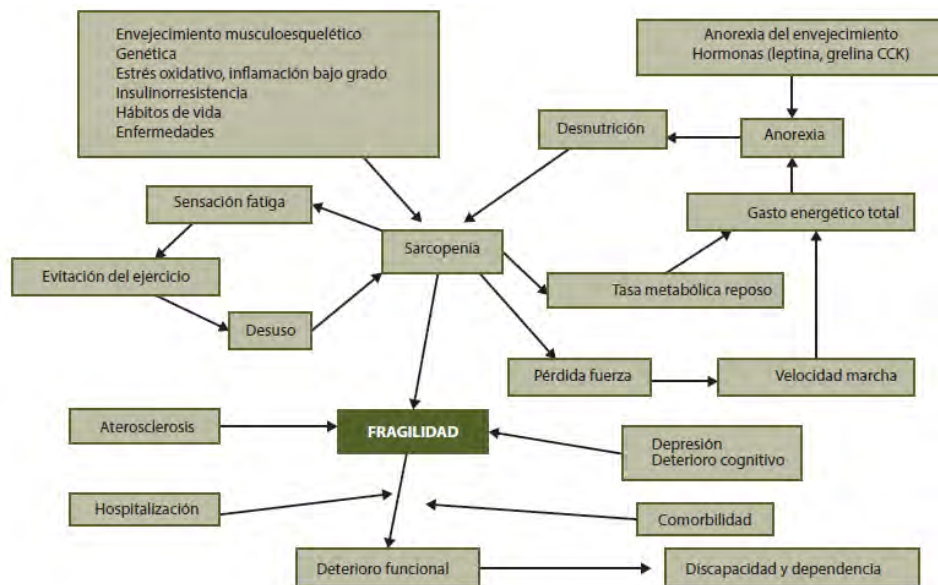 Envejecimiento musculoesquelético
Genética
Estrés oxidativo, inflamación bajo grado
Insulinorresistencia
Hábitos de vida
Enfermedades
Anorexia del envejecimiento
Hormonas (leptina, grelina CCK)
Desnutrición
Anorexia
Sensación fatiga
Gasto energético total
Sarcopenia
Evitación del ejercicio
Tasa metabólica reposo
Desuso
Pérdida fuerza
Velocidad marcha
Aterosclerosis
FRAGILIDAD
Depresión
Deterioro cognitivo
Hospitalización
Comorbilidad
Deterioro funcional
Discapacidad y dependencia